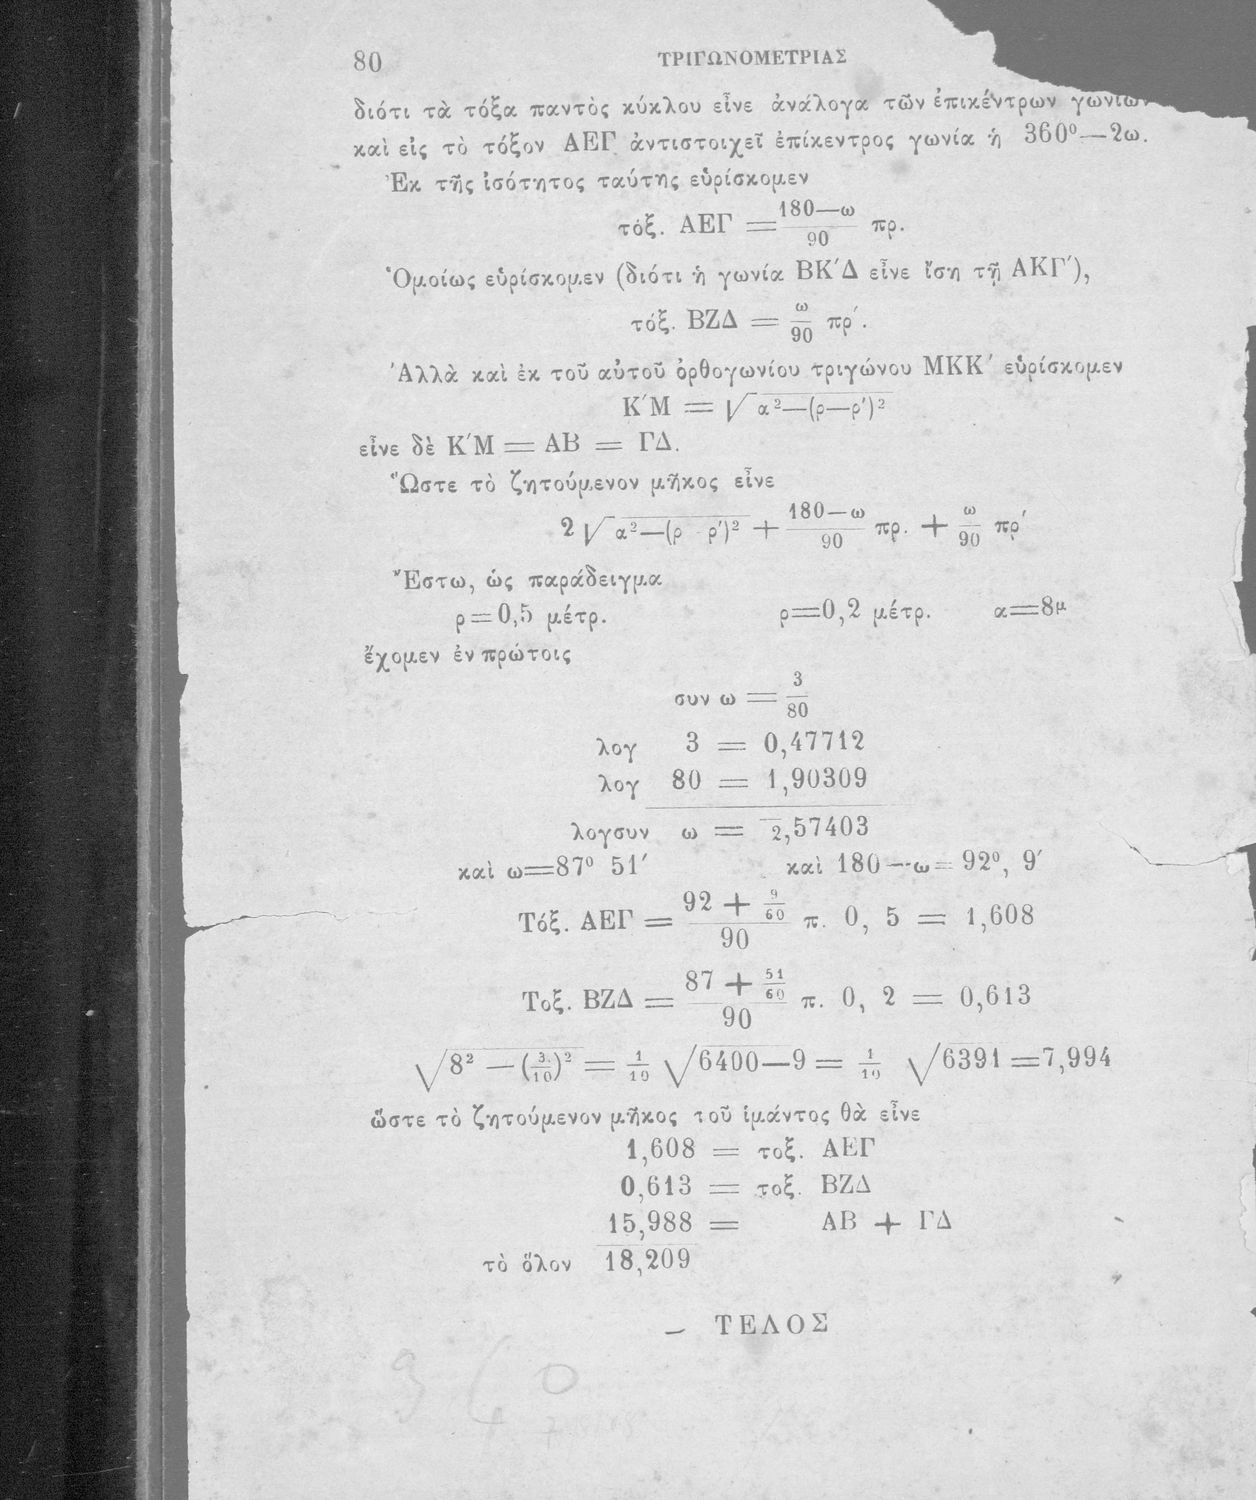 80 ΤΡΙΓΩΝΟΜΕΤΡΙΑΣ
διότι τὰ τόξα παντὸς κύκλου εἶνε ἀνάλογα τῶν ἐπικέντρων γωνιῶν
καὶ εἰς τὸ τόξον ΑΕΓ ἀντιστοιχεῖ ἐπίκεντρος γωνία ἡ 360⁰—2ω.
Ἐκ τῆς ἰσότητος ταύτης εὑρίσκομεν
τόξ. ΑΕΓ = (180—ω)/90 πρ.
Ὁμοίως εὑρίσκομεν (διότι ἡ γωνία ΒΚ′Δ εἶνε ἴση τῇ ΑΚΓ′),
τόξ. ΒΖΔ = ω/90 πρ′.
Ἀλλὰ καὶ ἐκ τοῦ αὐτοῦ ὀρθογωνίου τριγώνου ΜΚΚ′ εὑρίσκομεν
Κ′Μ = √α²—(ρ—ρ′)²
εἶνε δὲ Κ′Μ = ΑΒ = ΓΔ.
Ὥστε τὸ ζητούμενον μῆκος εἶνε
2 √α²—(ρ - ρ′)² + (180—ω)/90 πρ. + ω/90 πρ′
Ἔστω, ὡς παράδειγμα
ρ=0,5 μέτρ. ρ=0,2 μέτρ. α=8μ
ἔχομεν ἐν πρώτοις
συν ω = 3/80
λογ 3 = 0,47712
λογ 80 = 1,90309
λογσυν ω = 2̅,57403
καὶ ω=87⁰ 51′ καὶ 180—ω=92⁰, 9′
Τόξ. ΑΕΓ = (92 + 9/60)/90 π. 0, 5 = 1,608
Τοξ. ΒΖΔ = (87 + 51/60)/90 π. 0, 2 = 0,613
√8² —(3/10)² = 1/10 √6400—9 = 1/10 √6391 =7,994
ὥστε τὸ ζητούμενον μῆκος τοῦ ἱμάντος θὰ εἶνε
1,608 = τοξ. ΑΕΓ
0,613 = τοξ. ΒΖΔ
15,988 = ΑΒ + ΓΔ
τὸ ὅλον 18,209
— ΤΕΛΟΣ